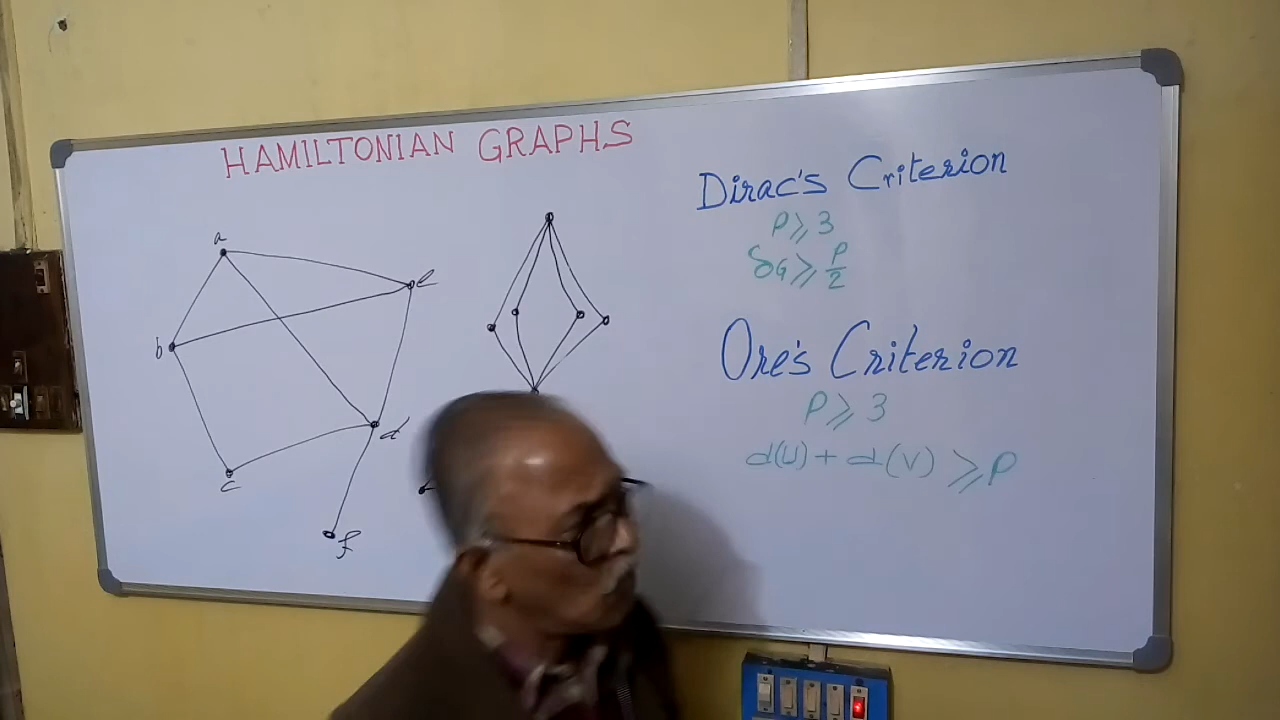 HAMILTONIAN GRAPHS
a
e
b
d
c
f
Dirac's Criterion
P ⩾ 3
δG ⩾ P/2
Ore's Criterion
P ⩾ 3
d(U) + d(V) ⩾ P